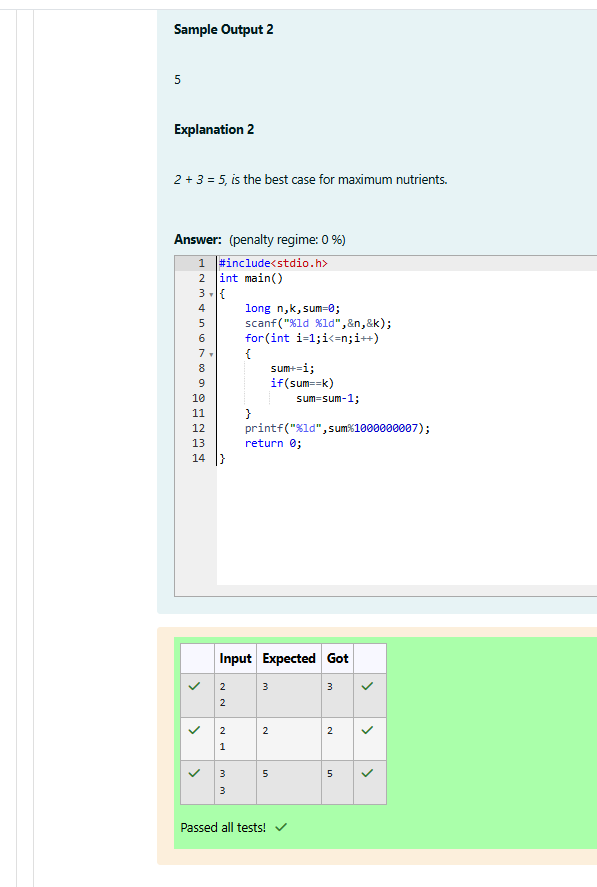 Sample Output 2
5
Explanation 2
2 + 3 = 5, is the best case for maximum nutrients.
Answer: (penalty regime: 0 %)
1 #include<stdio.h>
2 int main()
3 {
4     long n,k,sum=0;
5     scanf("%ld %ld",&n,&k);
6     for(int i=1;i<=n;i++)
7     {
8         sum+=i;
9         if(sum==k)
10             sum=sum-1;
11     }
12     printf("%ld",sum%1000000007);
13     return 0;
14 }
Input Expected Got
2 3 3
2
2 2 2
1
3 5 5
3
Passed all tests!